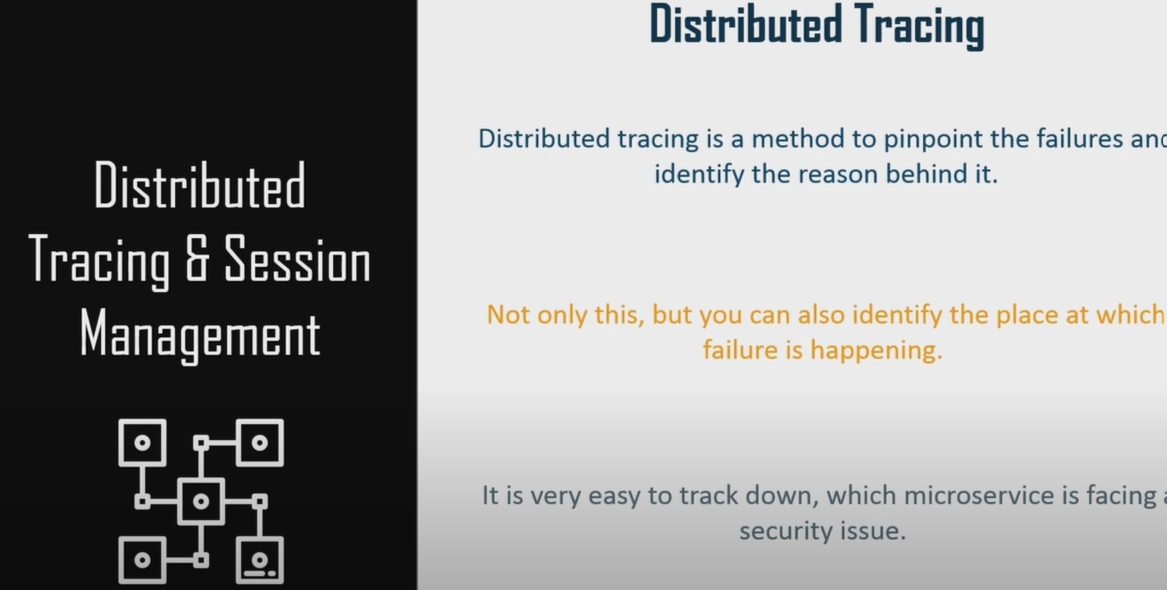 Distributed
Tracing & Session
Management
Distributed Tracing
Distributed tracing is a method to pinpoint the failures and
identify the reason behind it.
Not only this, but you can also identify the place at which
failure is happening.
It is very easy to track down, which microservice is facing a
security issue.